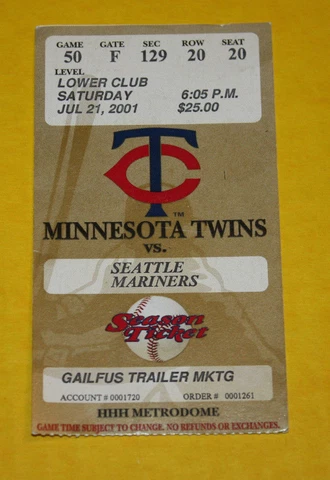 GAME GATE SEC ROW SEAT
50 F 129 20 20
LEVEL
LOWER CLUB
SATURDAY 6:05 P.M.
JUL 21, 2001 $25.00
TC
TM
MINNESOTA TWINS
vs.
SEATTLE
MARINERS
Season
Ticket
GAILFUS TRAILER MKTG
ACCOUNT # 0001720 ORDER # 0001261
HHH METRODOME
GAME TIME SUBJECT TO CHANGE. NO REFUNDS OR EXCHANGES.